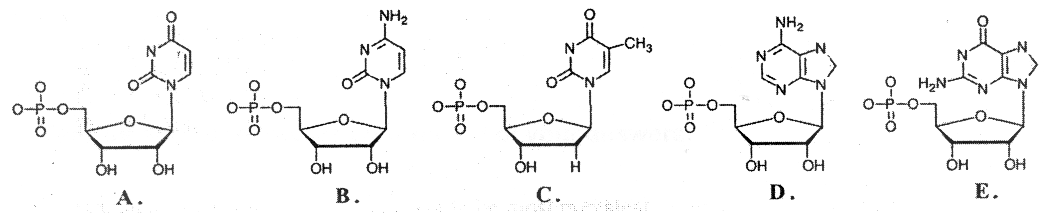 O NH₂ O NH₂ O
N N N CH₃ N N N N
O N O N O N N N H₂N N N
O P O O P O O P O O P O O P O
O O O O O O O O O O
O O O O O
OH OH OH OH OH H OH OH OH OH
A. B. C. D. E.